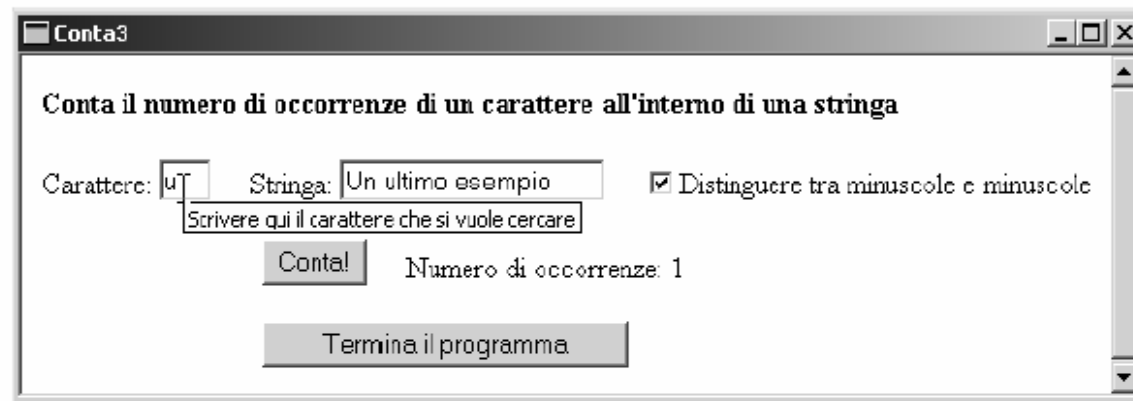 Conta3
Conta il numero di occorrenze di un carattere all'interno di una stringa
Carattere: u Stringa: Un ultimo esempio Distinguere tra minuscole e minuscole
Scrivere qui il carattere che si vuole cercare
Conta! Numero di occorrenze: 1
Termina il programma